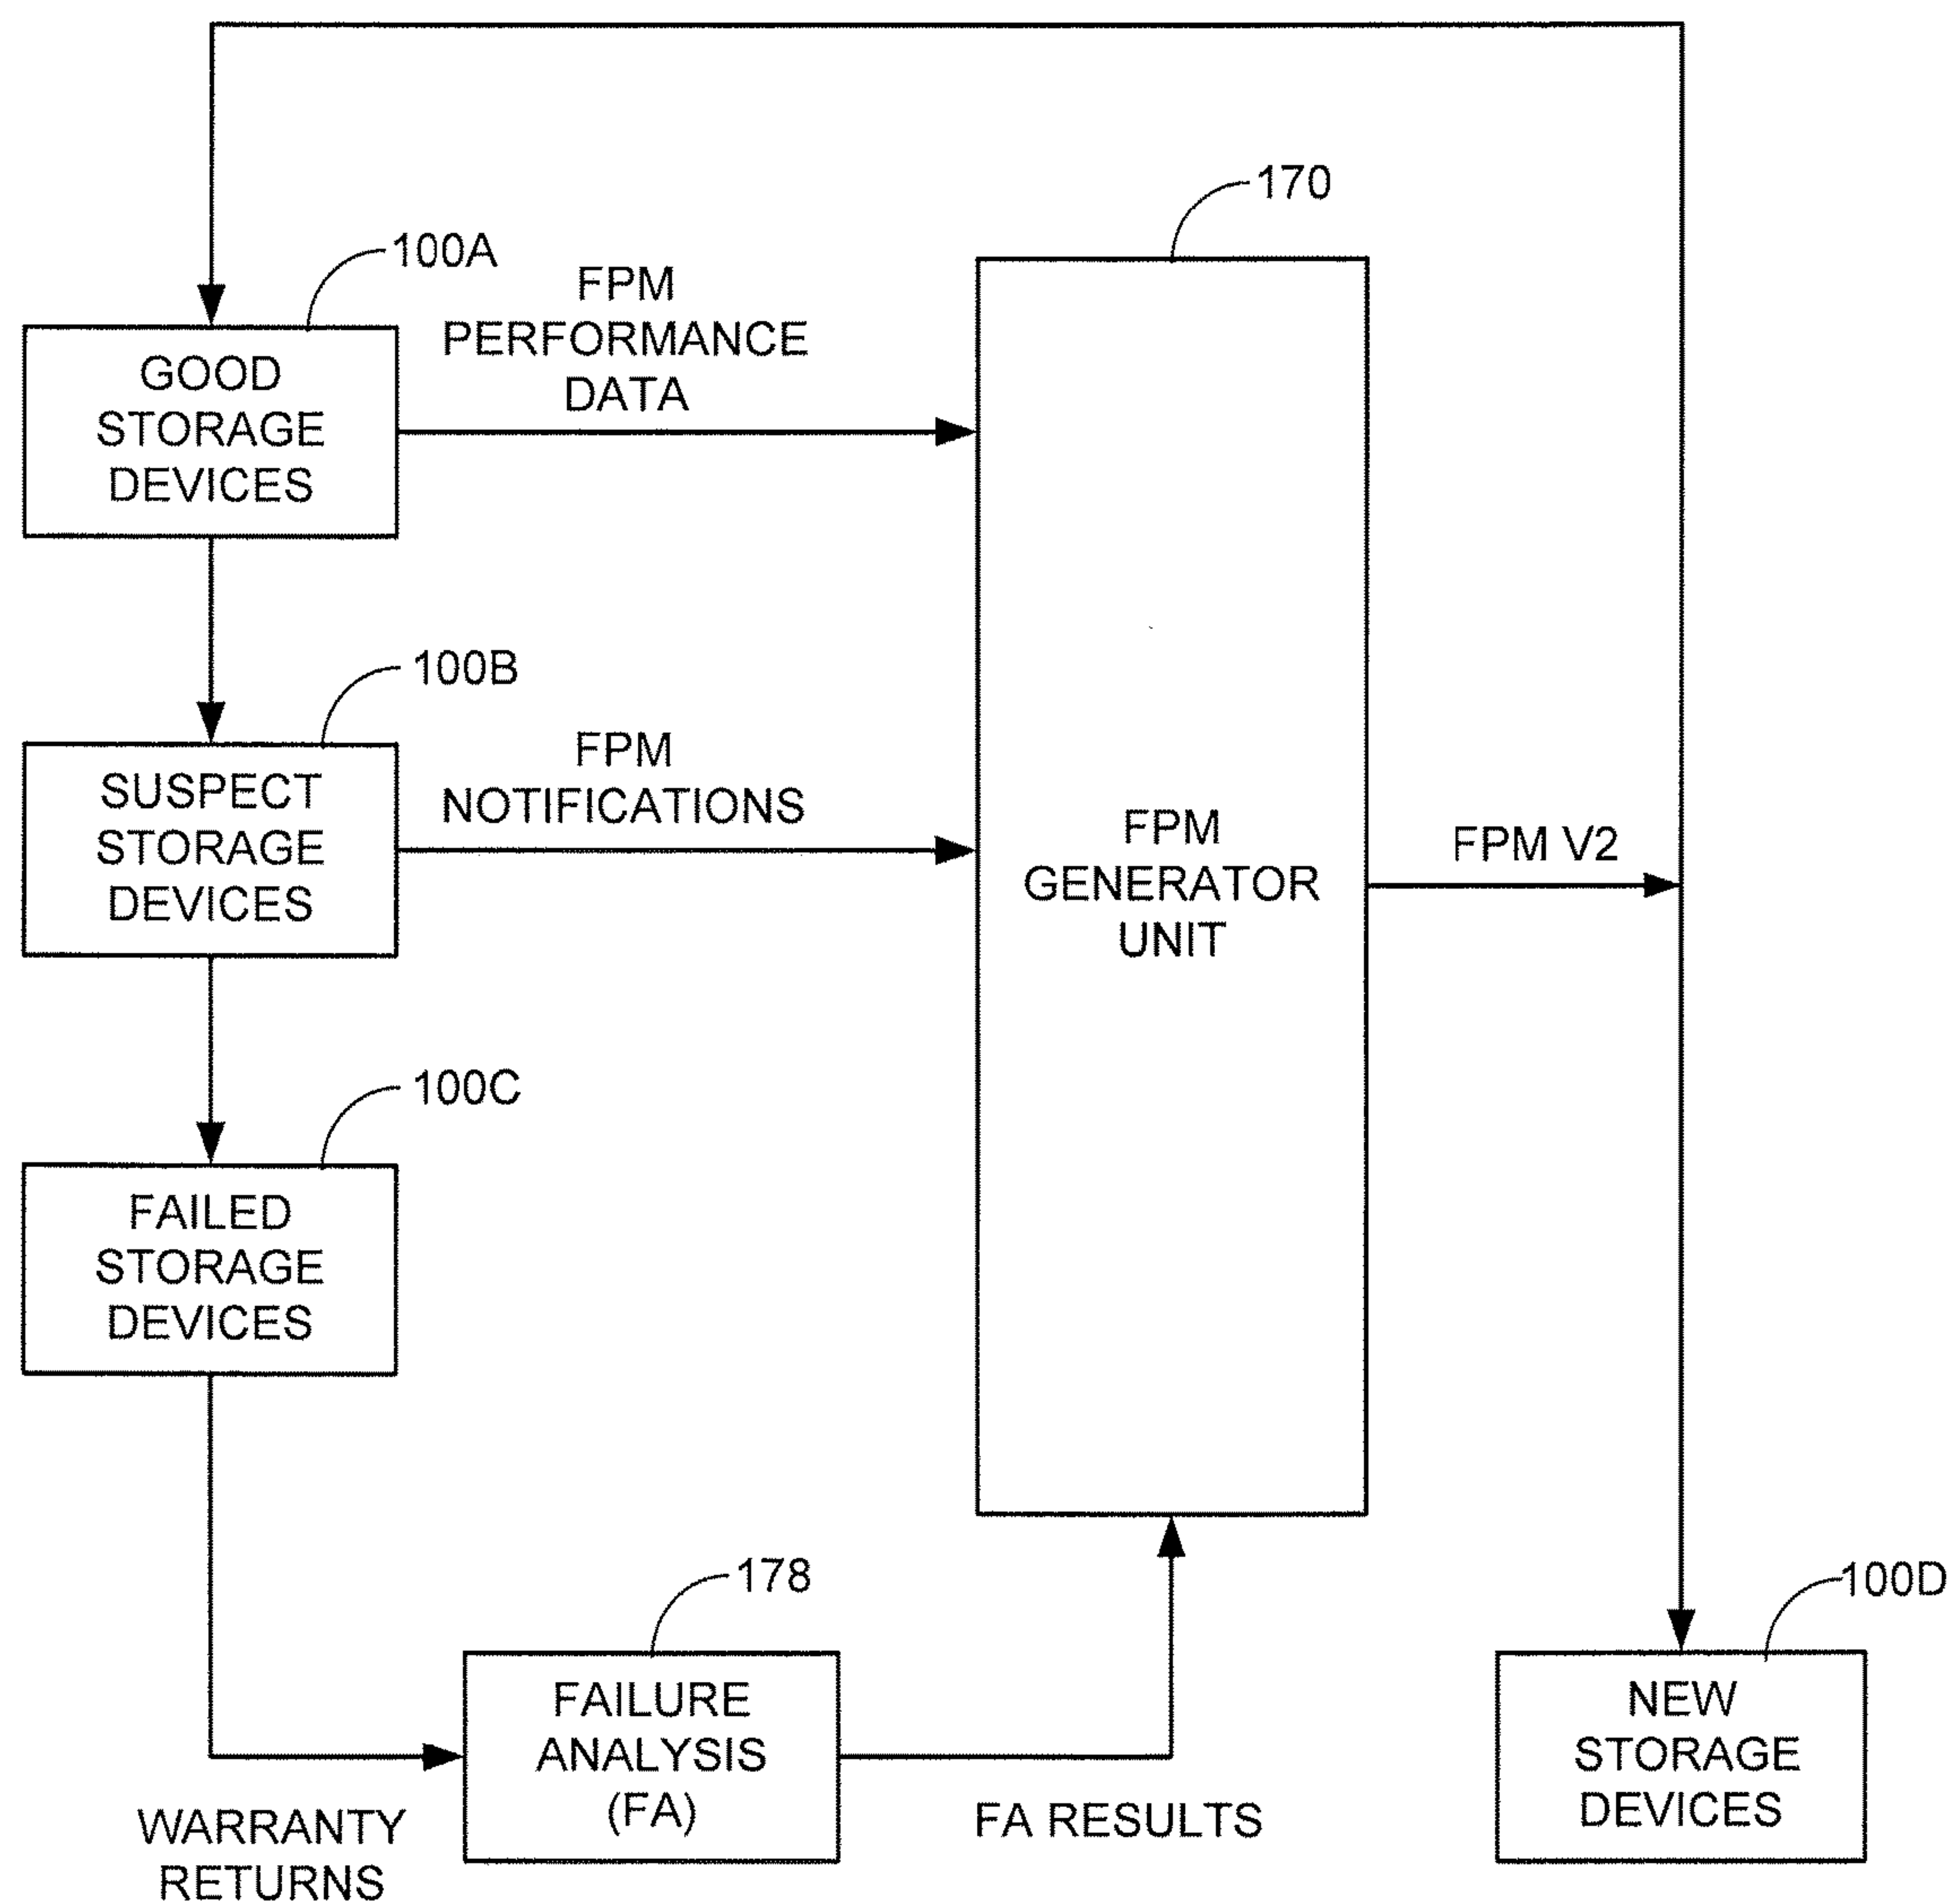 170
100A
FPM
PERFORMANCE
DATA
GOOD
STORAGE
DEVICES
100B
FPM
NOTIFICATIONS
SUSPECT
STORAGE
DEVICES
FPM
GENERATOR
UNIT
FPM V2
100C
FAILED
STORAGE
DEVICES
178
100D
FAILURE
ANALYSIS
(FA)
NEW
STORAGE
DEVICES
WARRANTY
RETURNS
FA RESULTS